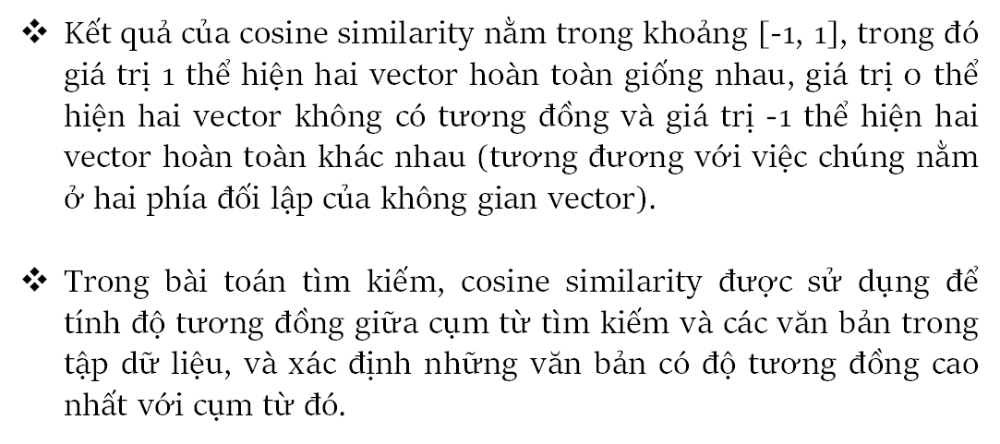 ❖ Kết quả của cosine similarity nằm trong khoảng [-1, 1], trong đó
giá trị 1 thể hiện hai vector hoàn toàn giống nhau, giá trị 0 thể
hiện hai vector không có tương đồng và giá trị -1 thể hiện hai
vector hoàn toàn khác nhau (tương đương với việc chúng nằm
ở hai phía đối lập của không gian vector).
❖ Trong bài toán tìm kiếm, cosine similarity được sử dụng để
tính độ tương đồng giữa cụm từ tìm kiếm và các văn bản trong
tập dữ liệu, và xác định những văn bản có độ tương đồng cao
nhất với cụm từ đó.